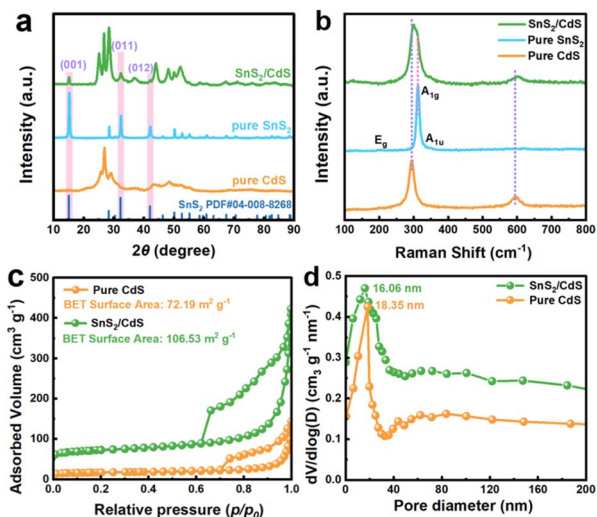 a
(001)
(011)
(012)
SnS₂/CdS
pure SnS₂
pure CdS
SnS₂ PDF#04-008-8268
Intensity (a.u.)
10 20 30 40 50 60 70 80 90
2θ (degree)
b
SnS₂/CdS
Pure SnS₂
Pure CdS
A₁g
Eg
A₁u
Intensity (a.u.)
100 200 300 400 500 600 700 800
Raman Shift (cm⁻¹)
c
Pure CdS
BET Surface Area: 72.19 m² g⁻¹
SnS₂/CdS
BET Surface Area: 106.53 m² g⁻¹
Adsorbed Volume (cm³ g⁻¹)
500
400
300
200
100
0
0.0 0.2 0.4 0.6 0.8 1.0
Relative pressure (p/p₀)
d
16.06 nm
18.35 nm
SnS₂/CdS
Pure CdS
dV/dlog(D) (cm₃ g⁻¹ nm⁻¹)
0.5
0.4
0.3
0.2
0.1
0.0
0 40 80 120 160 200
Pore diameter (nm)